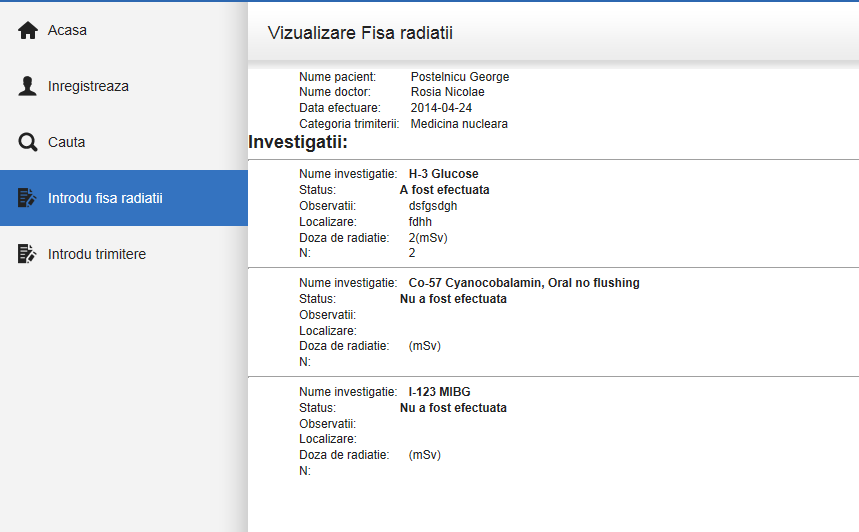 Acasa
Inregistreaza
Cauta
Introdu fisa radiatii
Introdu trimitere
Vizualizare Fisa radiatii
Nume pacient: Postelnicu George
Nume doctor: Rosia Nicolae
Data efectuare: 2014-04-24
Categoria trimiterii: Medicina nucleara
Investigatii:
Nume investigatie: H-3 Glucose
Status: A fost efectuata
Observatii: dsfgsdgh
Localizare: fdhh
Doza de radiatie: 2(mSv)
N: 2
Nume investigatie: Co-57 Cyanocobalamin, Oral no flushing
Status: Nu a fost efectuata
Observatii:
Localizare:
Doza de radiatie: (mSv)
N:
Nume investigatie: I-123 MIBG
Status: Nu a fost efectuata
Observatii:
Localizare:
Doza de radiatie: (mSv)
N: